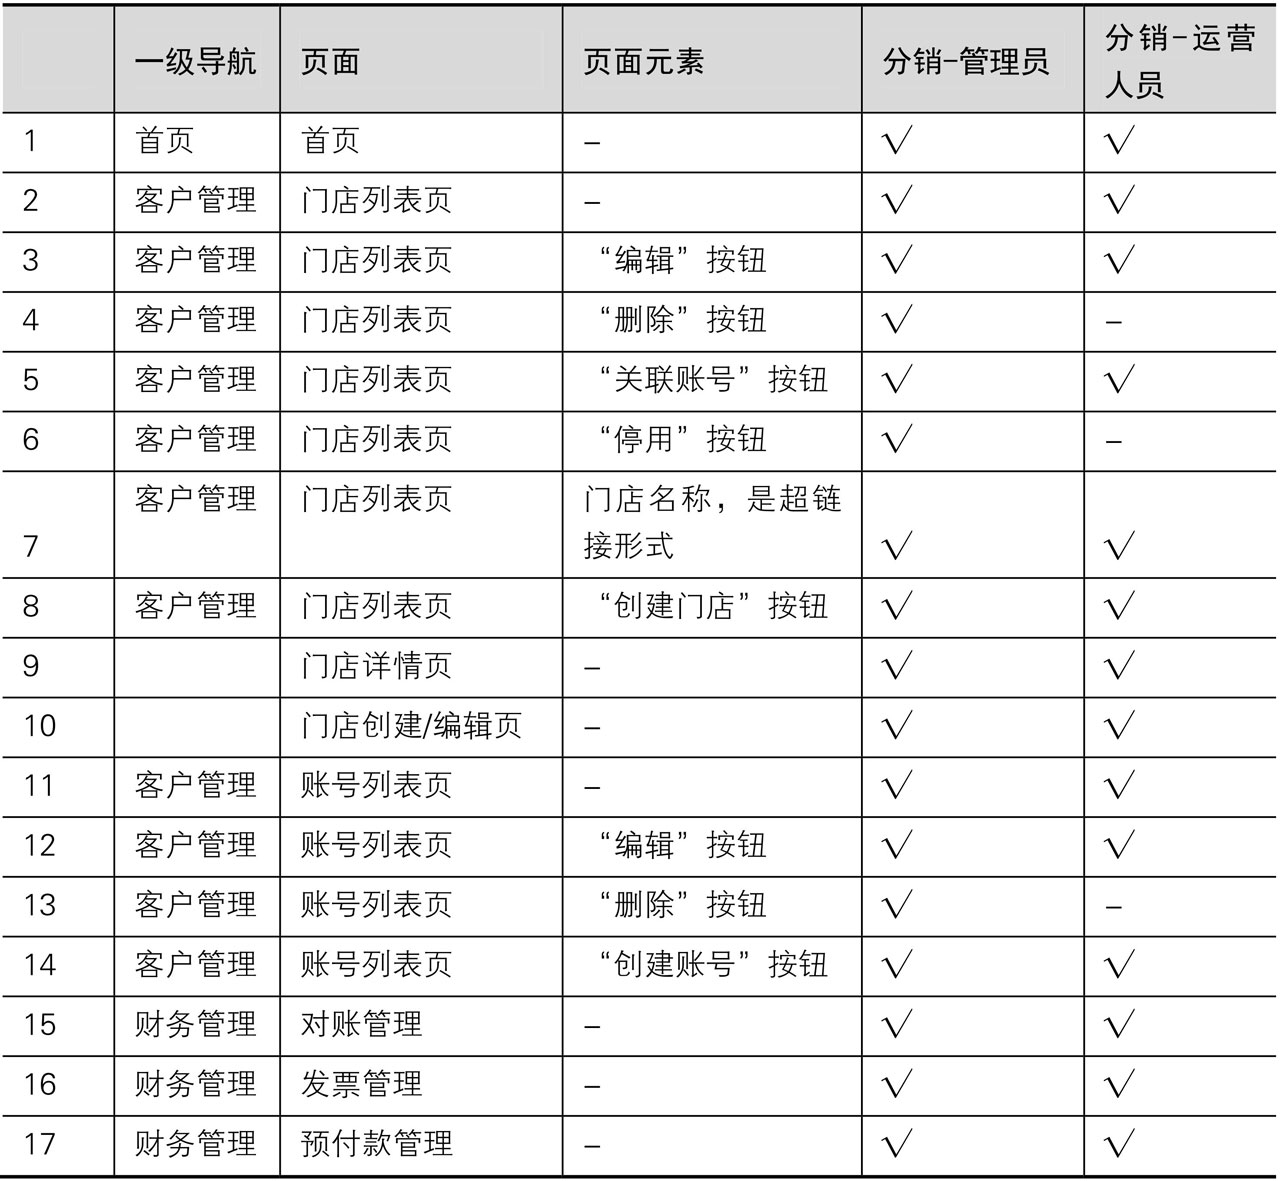 一级导航 页面 页面元素 分销-管理员 分销-运营人员
1 首页 首页 - √ √
2 客户管理 门店列表页 - √ √
3 客户管理 门店列表页 “编辑”按钮 √ √
4 客户管理 门店列表页 “删除”按钮 √ -
5 客户管理 门店列表页 “关联账号”按钮 √ √
6 客户管理 门店列表页 “停用”按钮 √ -
7 客户管理 门店列表页 门店名称，是超链接形式 √ √
8 客户管理 门店列表页 “创建门店”按钮 √ √
9 门店详情页 - √ √
10 门店创建/编辑页 - √ √
11 客户管理 账号列表页 - √ √
12 客户管理 账号列表页 “编辑”按钮 √ √
13 客户管理 账号列表页 “删除”按钮 √ -
14 客户管理 账号列表页 “创建账号”按钮 √ √
15 财务管理 对账管理 - √ √
16 财务管理 发票管理 - √ √
17 财务管理 预付款管理 - √ √